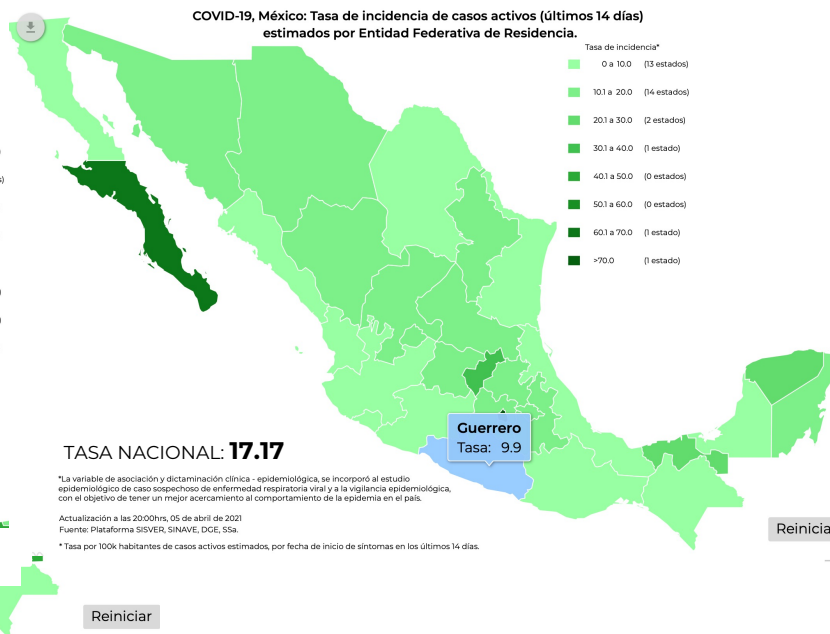 COVID-19, México: Tasa de incidencia de casos activos (últimos 14 días)
estimados por Entidad Federativa de Residencia.
Tasa de incidencia*
0 a 10.0 (13 estados)
10.1 a 20.0 (14 estados)
20.1 a 30.0 (2 estados)
30.1 a 40.0 (1 estado)
40.1 a 50.0 (0 estados)
50.1 a 60.0 (0 estados)
60.1 a 70.0 (1 estado)
>70.0 (1 estado)
Guerrero
Tasa: 9.9
TASA NACIONAL: 17.17
*La variable de asociación y dictaminación clínica - epidemiológica, se incorporó al estudio
epidemiológico de caso sospechoso de enfermedad respiratoria viral y a la vigilancia epidemiológica,
con el objetivo de tener un mejor acercamiento al comportamiento de la epidemia en el país.
Actualización a las 20:00hrs, 05 de abril de 2021
Fuente: Plataforma SISVER, SINAVE, DGE, SSa.
* Tasa por 100k habitantes de casos activos estimados, por fecha de inicio de síntomas en los últimos 14 días.
Reinicia
Reiniciar